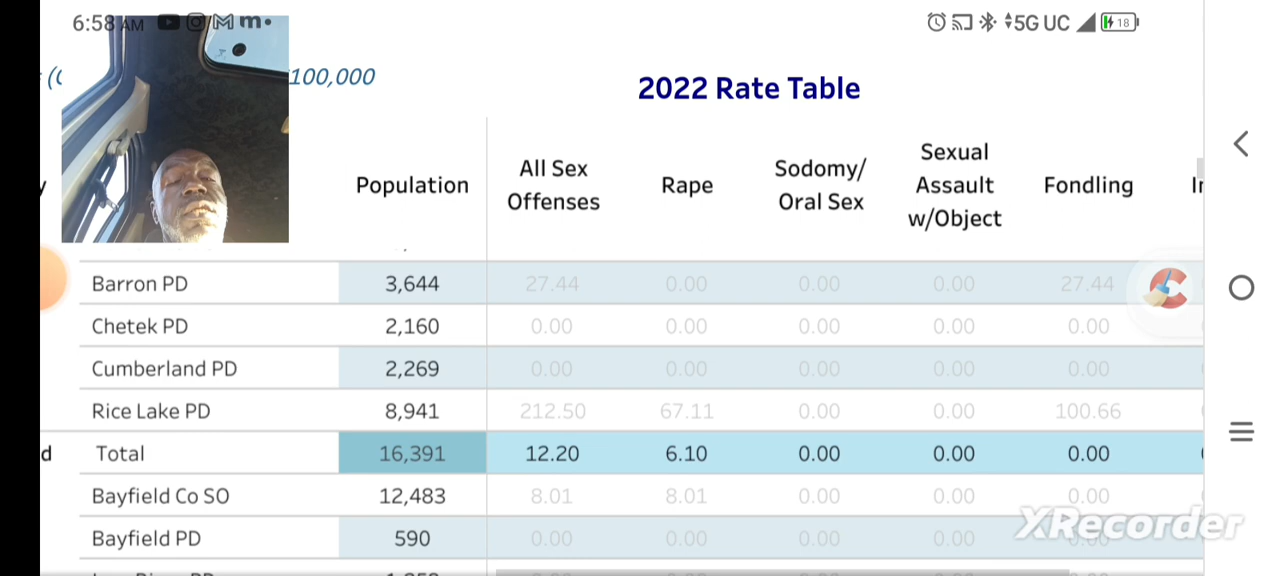 6:58 AM
5G UC
18
100,000
2022 Rate Table
Population
All Sex Offenses
Rape
Sodomy/ Oral Sex
Sexual Assault w/Object
Fondling
Barron PD 3,644 27.44 0.00 0.00 0.00 27.44
Chetek PD 2,160 0.00 0.00 0.00 0.00 0.00
Cumberland PD 2,269 0.00 0.00 0.00 0.00 0.00
Rice Lake PD 8,941 212.50 67.11 0.00 0.00 100.66
d Total 16,391 12.20 6.10 0.00 0.00 0.00
Bayfield Co SO 12,483 8.01 8.01 0.00 0.00 0.00
Bayfield PD 590 0.00 0.00 0.00 0.00 0.00
XRecorder